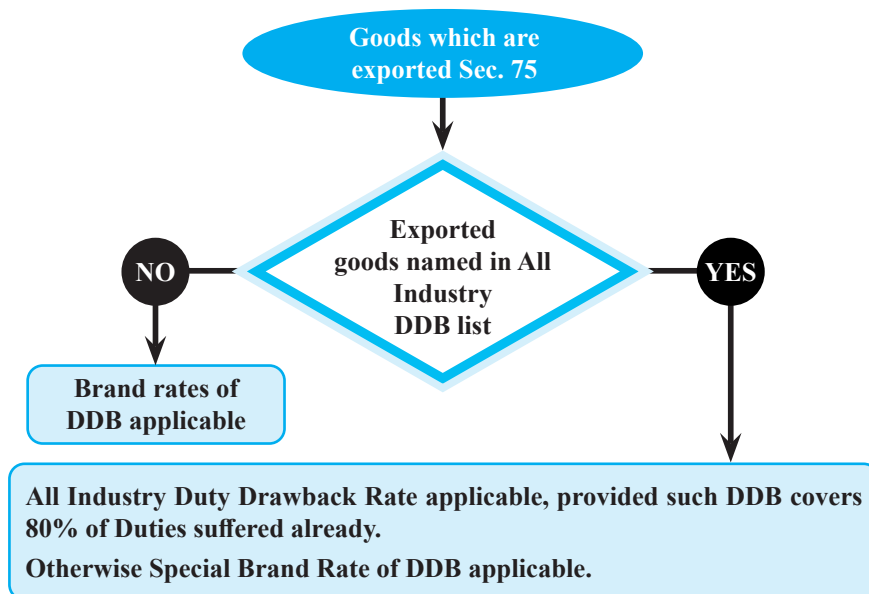 Goods which are
exported Sec. 75
Exported
goods named in All
Industry
DDB list
NO
YES
Brand rates of
DDB applicable
All Industry Duty Drawback Rate applicable, provided such DDB covers
80% of Duties suffered already.
Otherwise Special Brand Rate of DDB applicable.